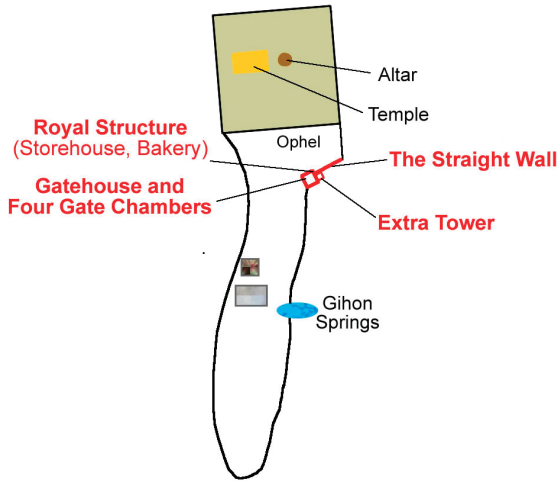 Altar
Temple
Ophel
Royal Structure
(Storehouse, Bakery)
The Straight Wall
Gatehouse and
Four Gate Chambers
Extra Tower
Gihon
Springs